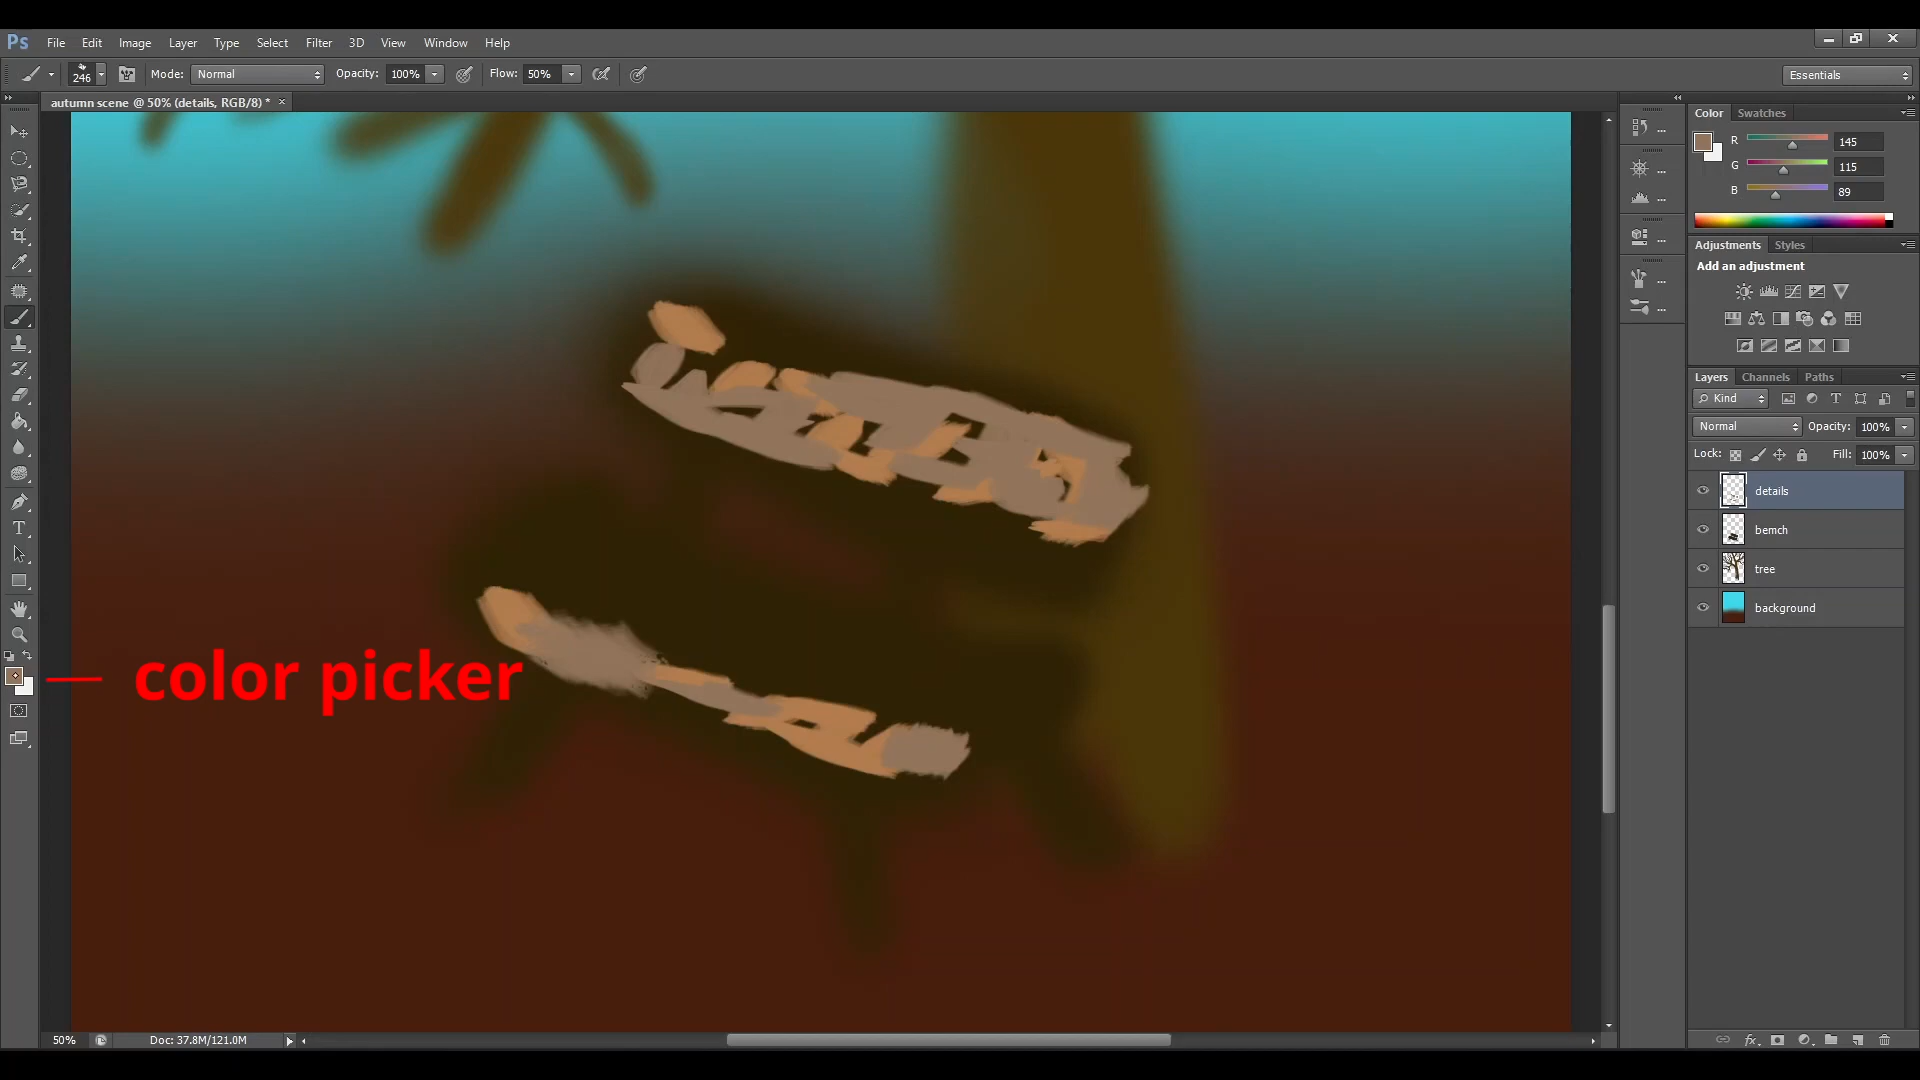 Ps File Edit Image Layer Type Select Filter 3D View Window Help
246 Mode: Normal Opacity: 100% Flow: 50% Essentials
autumn scene @ 50% (details, RGB/8) * ×
Color Swatches
R 145
G 115
B 89
Adjustments Styles
Add an adjustment
Layers Channels Paths
Kind
Normal Opacity: 100%
Lock: Fill: 100%
details
bemch
tree
background
color picker
50% Doc: 37.8M/121.0M